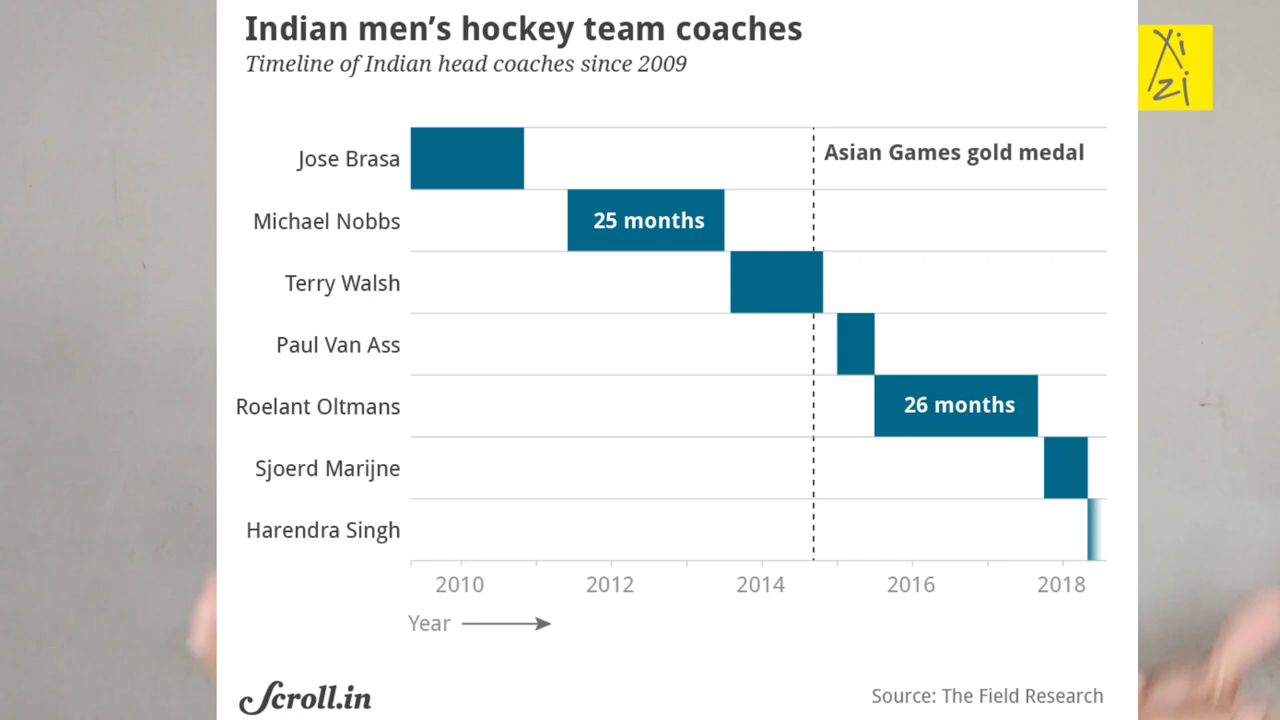 Indian men’s hockey team coaches
Timeline of Indian head coaches since 2009
Xi
zi
Jose Brasa
Asian Games gold medal
Michael Nobbs
25 months
Terry Walsh
Paul Van Ass
Roelant Oltmans
26 months
Sjoerd Marijne
Harendra Singh
2010 2012 2014 2016 2018
Year
Scroll.in
Source: The Field Research